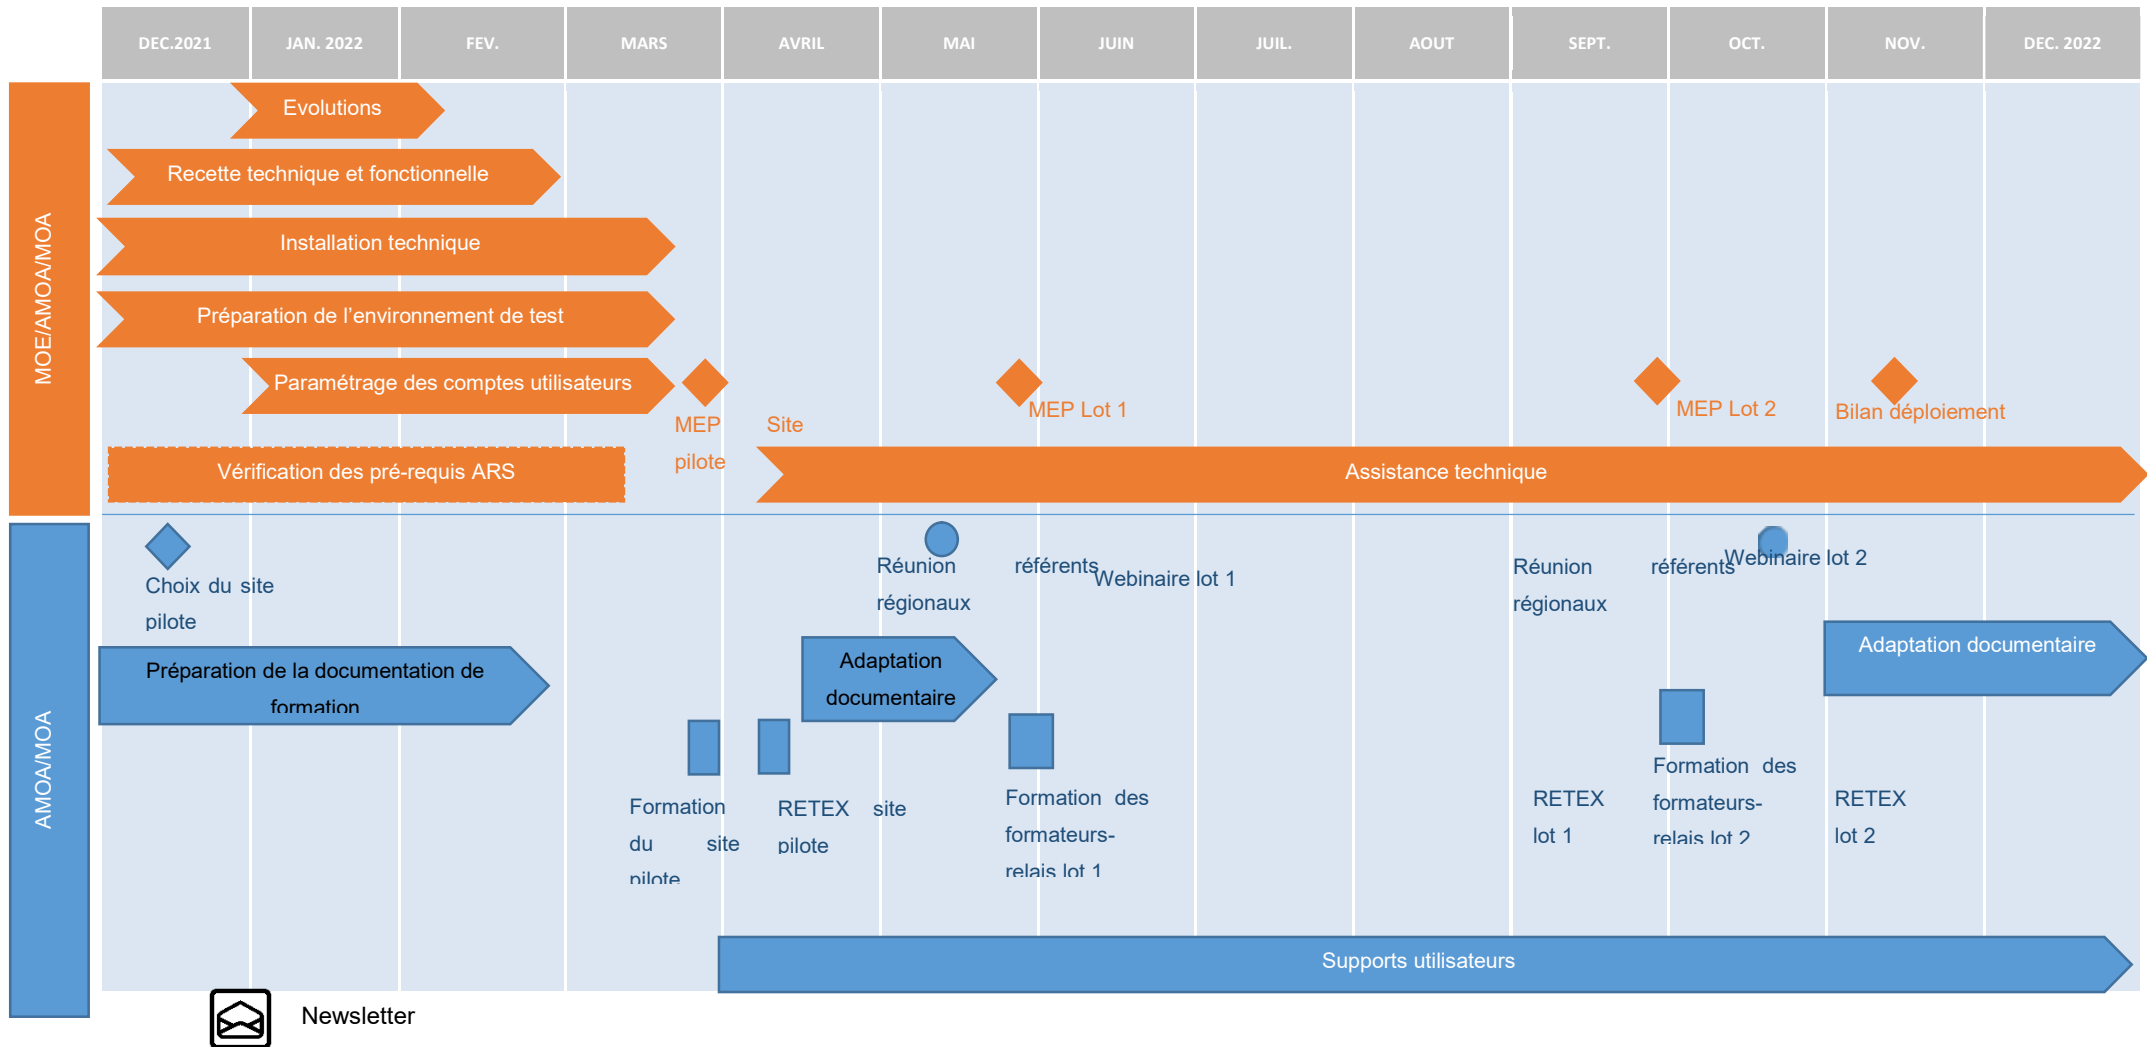 DEC.2021 JAN. 2022 FEV. MARS AVRIL MAI JUIN JUIL. AOUT SEPT. OCT. NOV. DEC. 2022
MOE/AMOA/MOA
Evolutions
Recette technique et fonctionnelle
Installation technique
Préparation de l'environnement de test
Paramétrage des comptes utilisateurs
MEP Site
pilote
MEP Lot 1
MEP Lot 2
Bilan déploiement
Vérification des pré-requis ARS
Assistance technique
AMOA/MOA
Choix du site
pilote
Réunion référents
régionaux
Webinaire lot 1
Réunion référents
régionaux
Webinaire lot 2
Préparation de la documentation de
formation
Adaptation
documentaire
Adaptation documentaire
Formation
du site
pilote
RETEX site
pilote
Formation des
formateurs-
relais lot 1
RETEX
lot 1
Formation des
formateurs-
relais lot 2
RETEX
lot 2
Supports utilisateurs
Newsletter